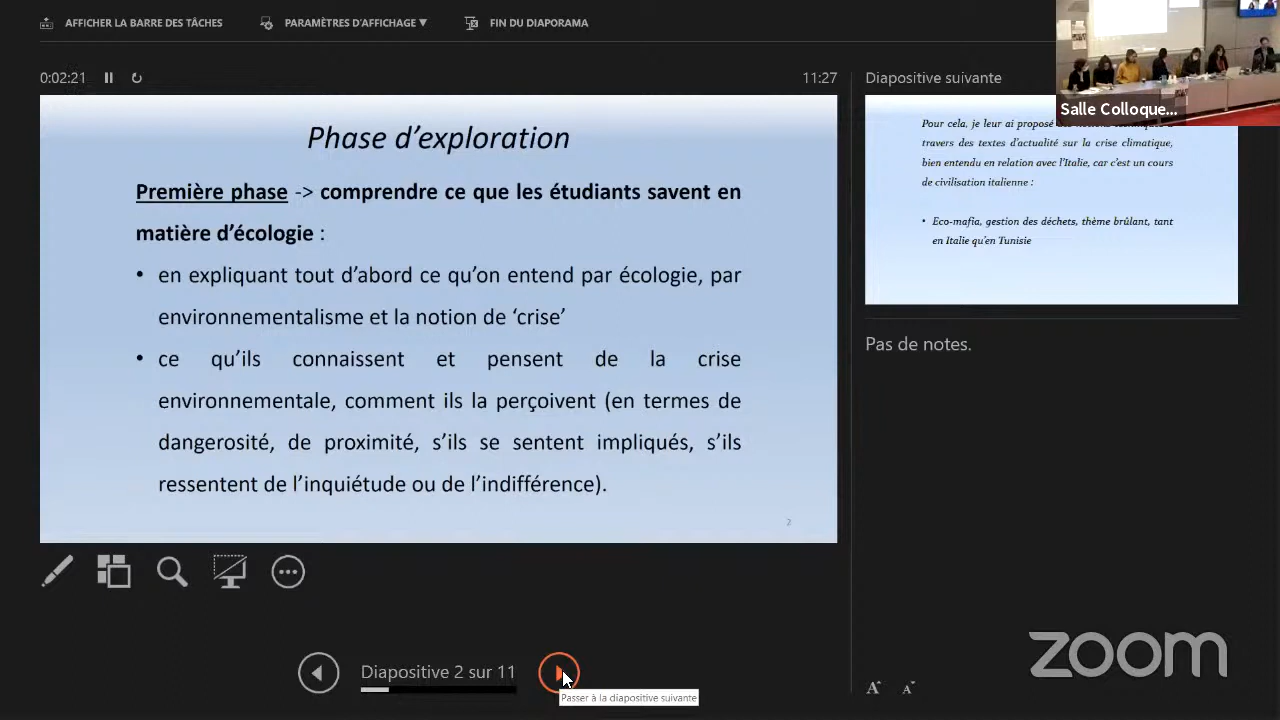 AFFICHER LA BARRE DES TÂCHES
PARAMÈTRES D'AFFICHAGE
FIN DU DIAPORAMA
0:02:21
11:27
Phase d’exploration
Première phase -> comprendre ce que les étudiants savent en
matière d’écologie :
• en expliquant tout d’abord ce qu’on entend par écologie, par
environnementalisme et la notion de ‘crise’
• ce qu’ils connaissent et pensent de la crise
environnementale, comment ils la perçoivent (en termes de
dangerosité, de proximité, s’ils se sentent impliqués, s’ils
ressentent de l’inquiétude ou de l’indifférence).
2
Diapositive 2 sur 11
Passer à la diapositive suivante
Diapositive suivante
Salle Colloque...
Pour cela, je leur ai proposé
travers des textes d'actualité sur la crise climatique,
bien entendu en relation avec l'Italie, car c'est un cours
de civilisation italienne :
• Eco-mafia, gestion des déchets, thème brûlant, tant
en Italie qu'en Tunisie
Pas de notes.
zoom
A A